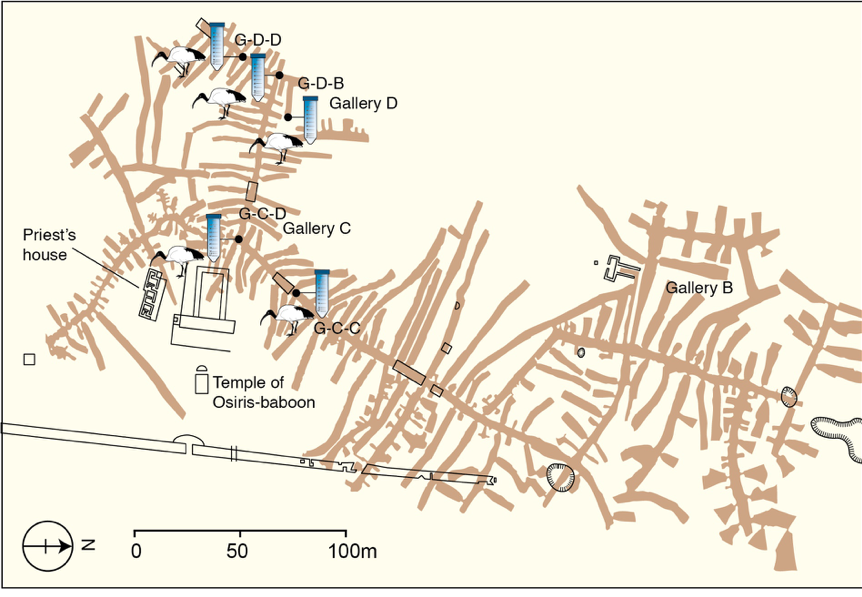 G-D-D
G-D-B
Gallery D
G-C-D
Gallery C
Priest's
house
Gallery B
G-C-C
Temple of
Osiris-baboon
N
0 50 100m